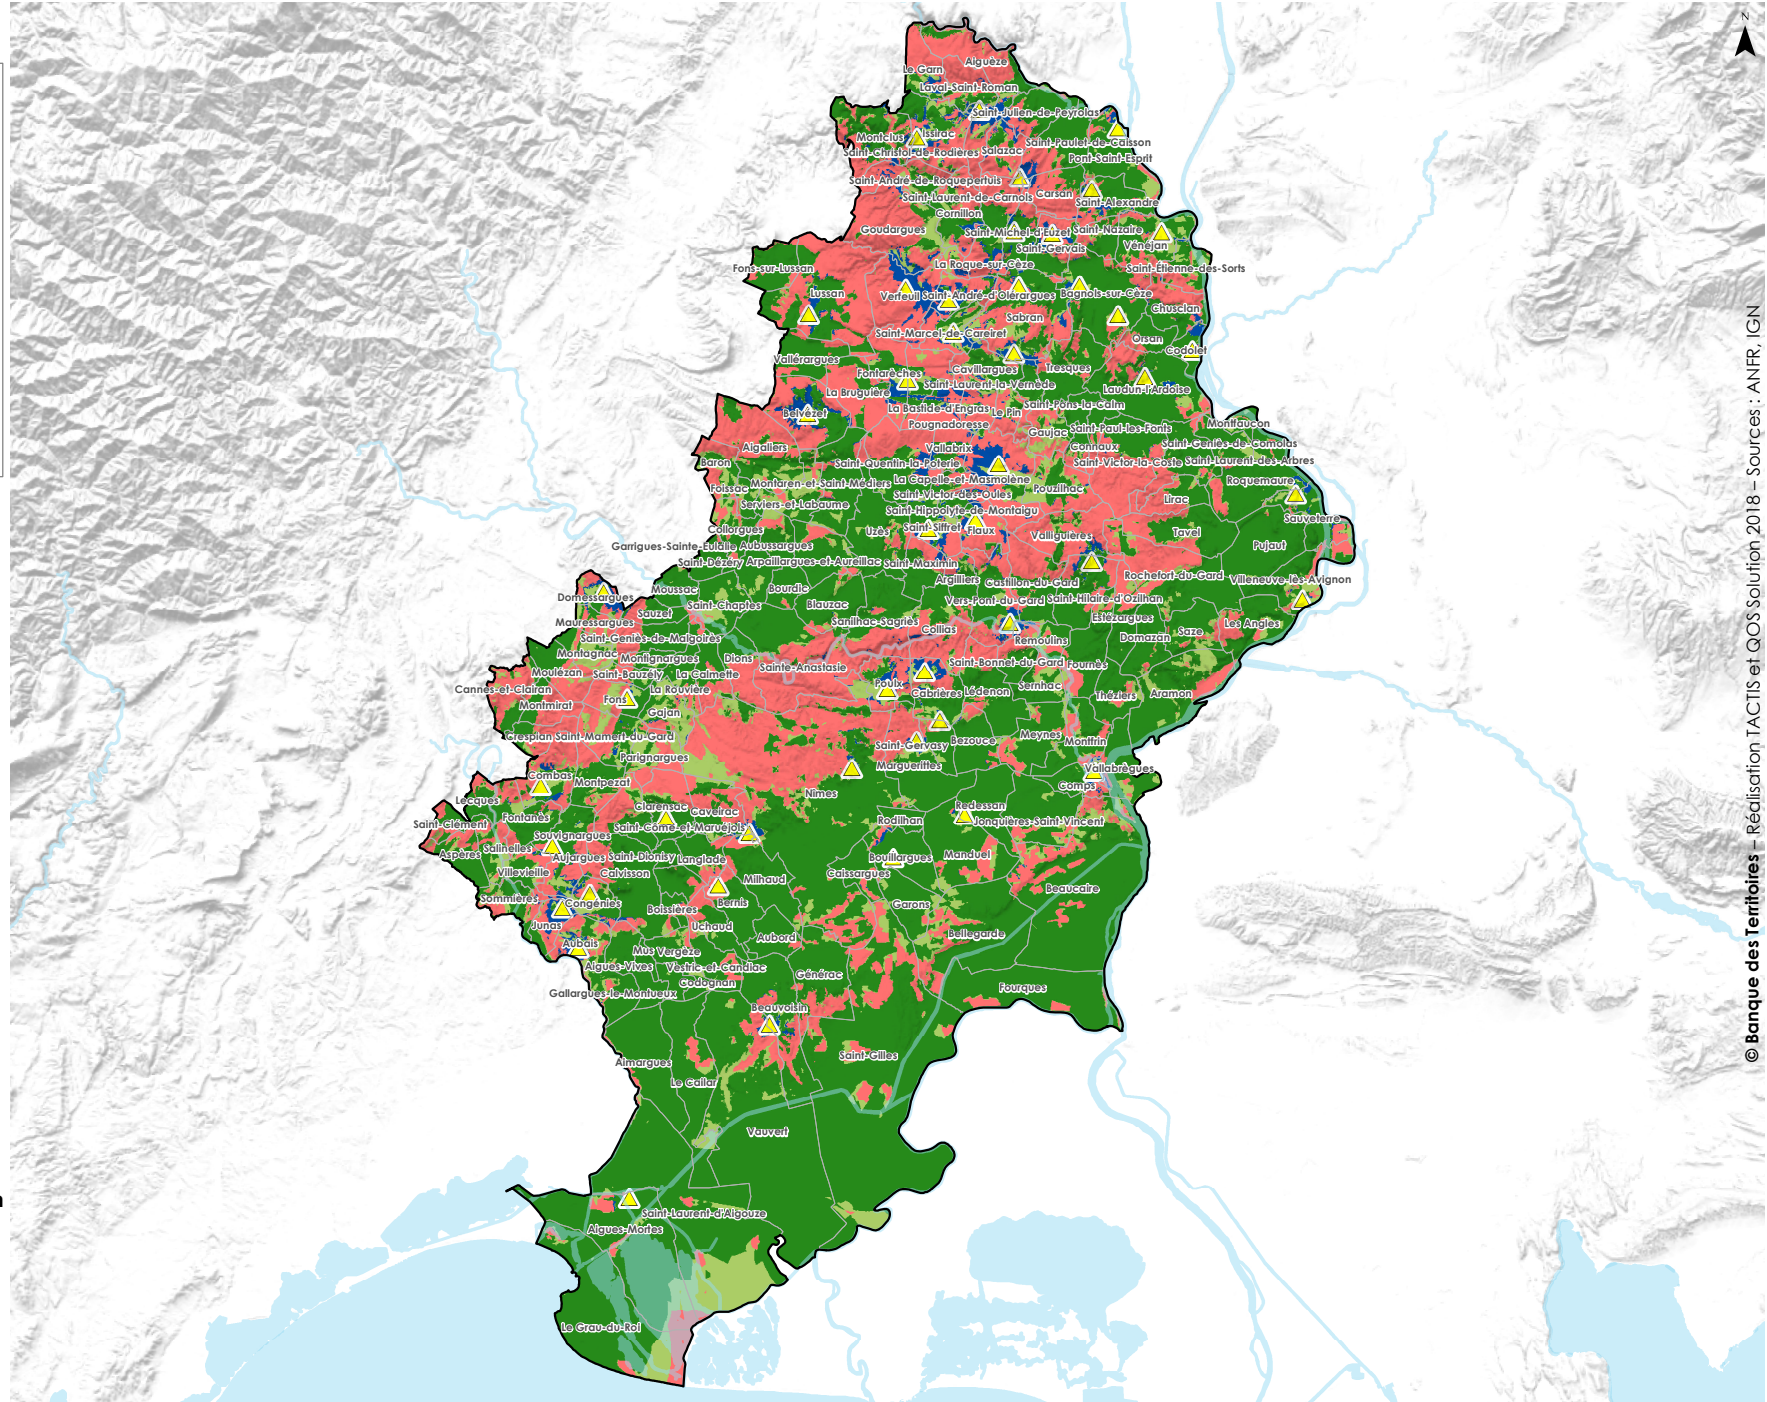 N
Le Garn
Aiguèze
Laval-Saint-Roman
Saint-Julien-de-Peyrolas
Montclus
Issirac
Saint-Paulet-de-Caisson
Saint-Christol-de-Rodières
Salazac
Pont-Saint-Esprit
Saint-André-de-Roquepertuis
Carsan
Saint-Laurent-de-Carnols
Saint-Alexandre
Cornillon
Goudargues
Saint-Michel-d'Euzet
Saint-Nazaire
Saint-Gervais
Vénéjan
La Roque-sur-Cèze
Fons-sur-Lussan
Saint-Étienne-des-Sorts
Lussan
Verfeuil
Saint-André-d'Olérargues
Bagnols-sur-Cèze
Chusclan
Sabran
Saint-Marcel-de-Careiret
Orsan
Codolet
Vallérargues
Cavillargues
Tresques
Fontarèches
Saint-Laurent-la-Vernède
Laudun-l'Ardoise
La Bruguière
La Bastide-d'Engras
Le Pin
Saint-Pons-la-Calm
Belvézet
Pougnadoresse
Gaujac
Saint-Paul-les-Fonts
Montfaucon
Aigaliers
Vallabrix
Connaux
Saint-Geniès-de-Comolas
Baron
Saint-Quentin-la-Poterie
Saint-Victor-la-Coste
Saint-Laurent-des-Arbres
Foissac
Montaren-et-Saint-Médiers
La Capelle-et-Masmolène
Pouzilhac
Roquemaure
Saint-Victor-des-Oules
Lirac
Serviers-et-Labaume
Saint-Hippolyte-de-Montaigu
Sauveterre
Collorgues
Uzès
Saint-Siffret
Flaux
Valliguières
Tavel
Garrigues-Sainte-Eulalie
Aubussargues
Pujaut
Saint-Dézéry
Arpaillargues-et-Aureillac
Saint-Maximin
Argilliers
Castillon-du-Gard
Rochefort-du-Gard
Villeneuve-lès-Avignon
Domessargues
Moussac
Bourdic
Saint-Chaptes
Blauzac
Vers-Pont-du-Gard
Saint-Hilaire-d'Ozilhan
Sauzet
Mauressargues
Sanilhac-Sagriès
Collias
Estézargues
Les Angles
Saint-Geniès-de-Malgoirès
Remoulins
Domazan
Saze
Montagnac
Montignargues
Dions
Sainte-Anastasie
Saint-Bonnet-du-Gard
Fournès
Moulézan
Saint-Bauzély
La Calmette
Poulx
Cannes-et-Clairan
La Rouvière
Cabrières
Lédenon
Sernhac
Théziers
Aramon
Montmirat
Fons
Gajan
Crespian
Saint-Mamert-du-Gard
Saint-Gervasy
Bezouce
Meynes
Montfrin
Parignargues
Marguerittes
Vallabrègues
Combas
Montpezat
Comps
Lecques
Nîmes
Clarensac
Caveirac
Redessan
Fontanès
Rodilhan
Jonquières-Saint-Vincent
Saint-Clément
Saint-Côme-et-Maruéjols
Souvignargues
Aspères
Salinelles
Aujargues
Saint-Dionisy
Langlade
Bouillargues
Manduel
Villevieille
Calvisson
Caissargues
Milhaud
Beaucaire
Sommières
Congénies
Boissières
Bernis
Garons
Junas
Uchaud
Aubord
Bellegarde
Aubais
Mus
Vergèze
Aigues-Vives
Vestric-et-Candiac
Générac
Codognan
Gallargues-le-Montueux
Fourques
Beauvoisin
Aimargues
Saint-Gilles
Le Cailar
Vauvert
Saint-Laurent-d'Aigouze
Aigues-Mortes
Le Grau-du-Roi
© Banque des Territoires – Réalisation TACTIS et QOSSolution 2018 – Sources : ANFR, IGN